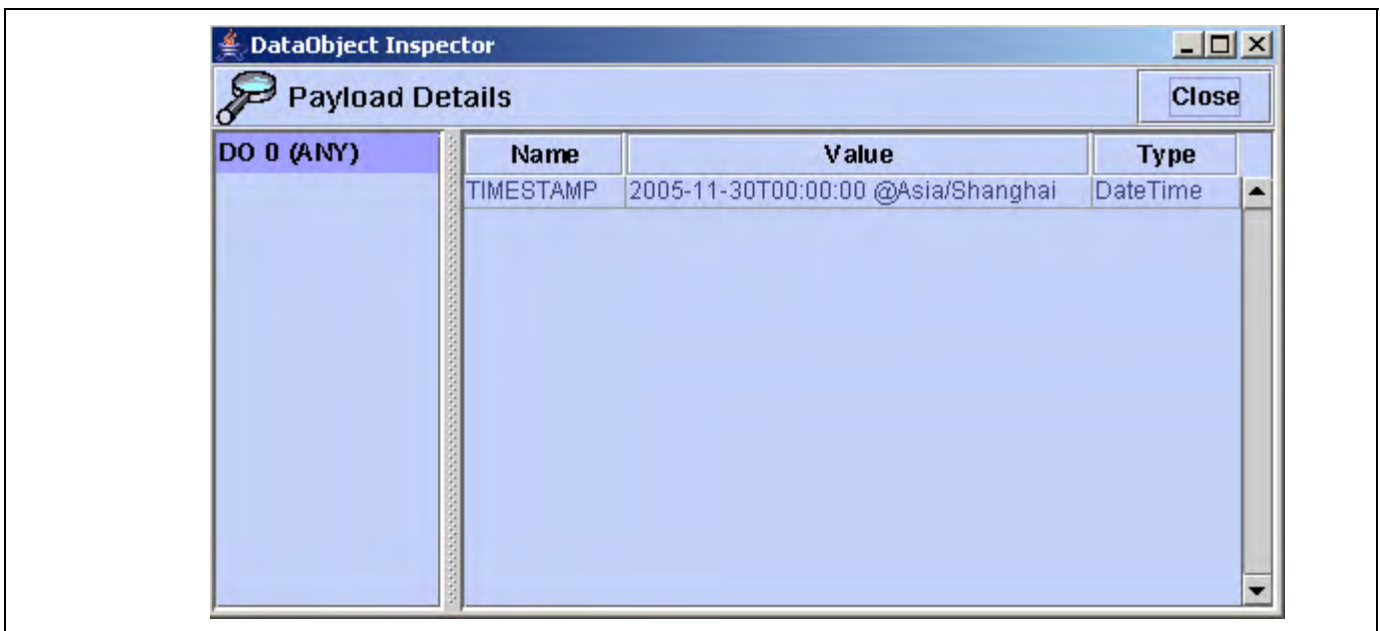 DataObject Inspector
Payload Details
Close
DO 0 (ANY)
Name Value Type
TIMESTAMP 2005-11-30T00:00:00 @Asia/Shanghai DateTime